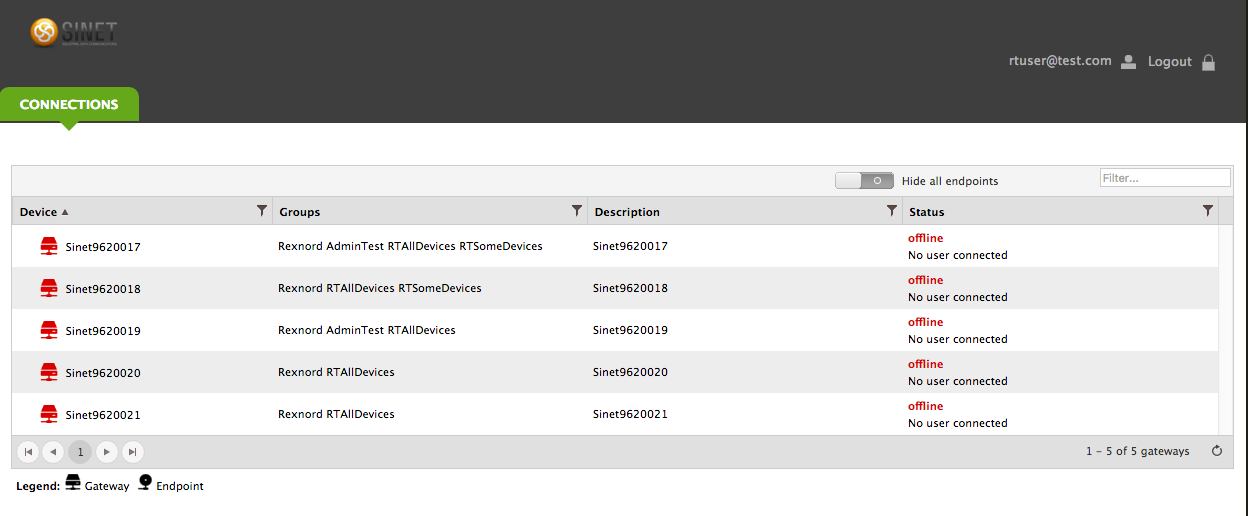 SINET
rtuser@test.com Logout
CONNECTIONS
Hide all endpoints Filter...
Device Groups Description Status
Sinet9620017 Rexnord AdminTest RTAllDevices RTSomeDevices Sinet9620017 offline
No user connected
Sinet9620018 Rexnord RTAllDevices RTSomeDevices Sinet9620018 offline
No user connected
Sinet9620019 Rexnord AdminTest RTAllDevices Sinet9620019 offline
No user connected
Sinet9620020 Rexnord RTAllDevices Sinet9620020 offline
No user connected
Sinet9620021 Rexnord RTAllDevices Sinet9620021 offline
No user connected
1 1 - 5 of 5 gateways
Legend: Gateway Endpoint